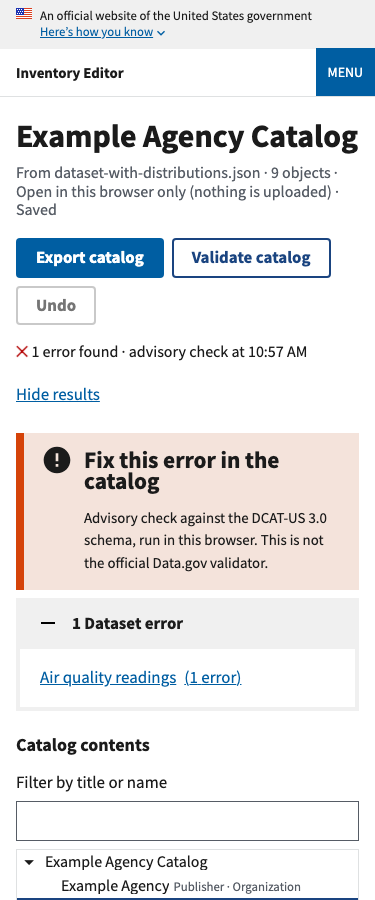 An official website of the United States government
Here's how you know
Inventory Editor
MENU
Example Agency Catalog
From dataset-with-distributions.json · 9 objects ·
Open in this browser only (nothing is uploaded) ·
Saved
Export catalog
Validate catalog
Undo
1 error found · advisory check at 10:57 AM
Hide results
Fix this error in the
catalog
Advisory check against the DCAT-US 3.0
schema, run in this browser. This is not
the official Data.gov validator.
1 Dataset error
Air quality readings (1 error)
Catalog contents
Filter by title or name
Example Agency Catalog
Example Agency Publisher · Organization